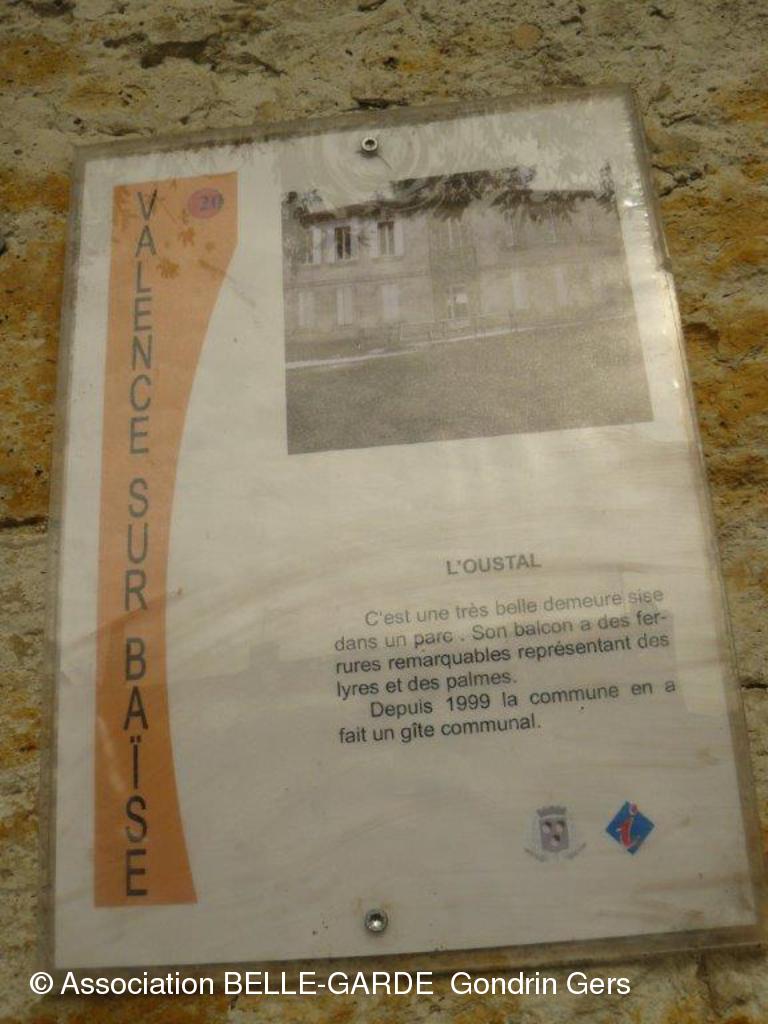 VALENCE SUR BAÏSE
20
L'OUSTAL
C'est une très belle demeure sise
dans un parc . Son balcon a des fer-
rures remarquables représentant des
lyres et des palmes.
Depuis 1999 la commune en a
fait un gîte communal.
i
© Association BELLE-GARDE Gondrin Gers